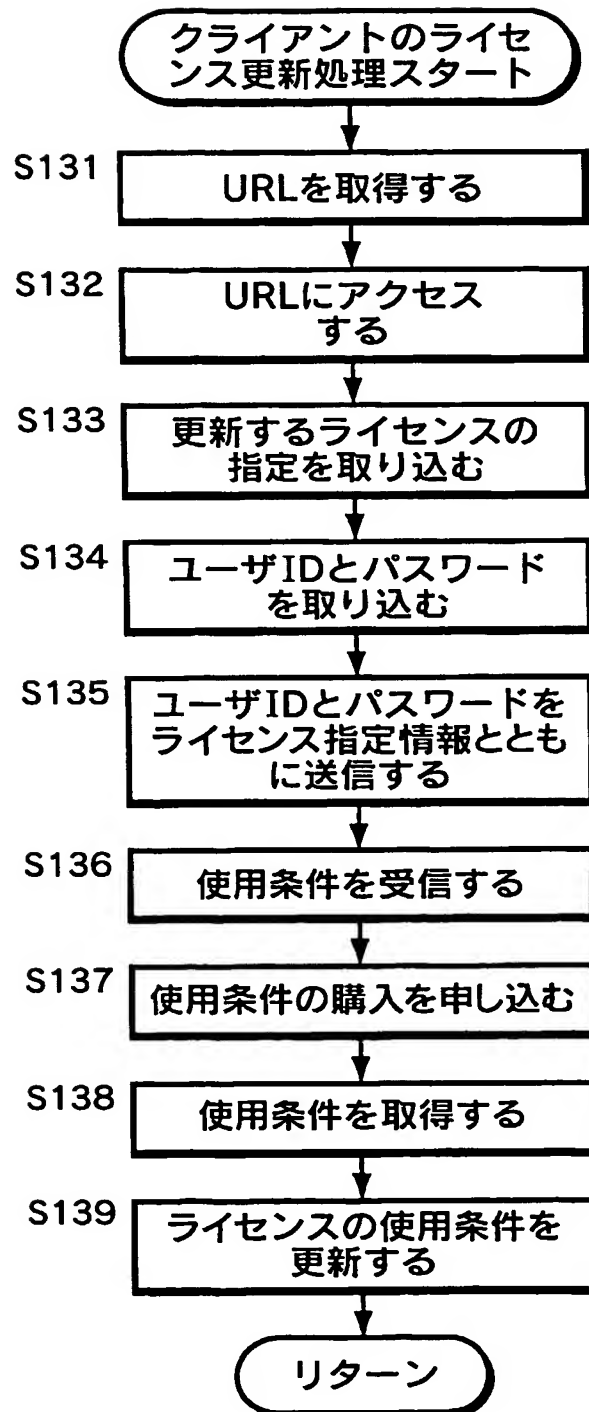 クライアントのライセ
ンス更新処理スタート
S131
URLを取得する
S132
URLにアクセス
する
S133
更新するライセンスの
指定を取り込む
S134
ユーザIDとパスワード
を取り込む
S135
ユーザIDとパスワードを
ライセンス指定情報ととも
に送信する
S136
使用条件を受信する
S137
使用条件の購入を申し込む
S138
使用条件を取得する
S139
ライセンスの使用条件を
更新する
リターン